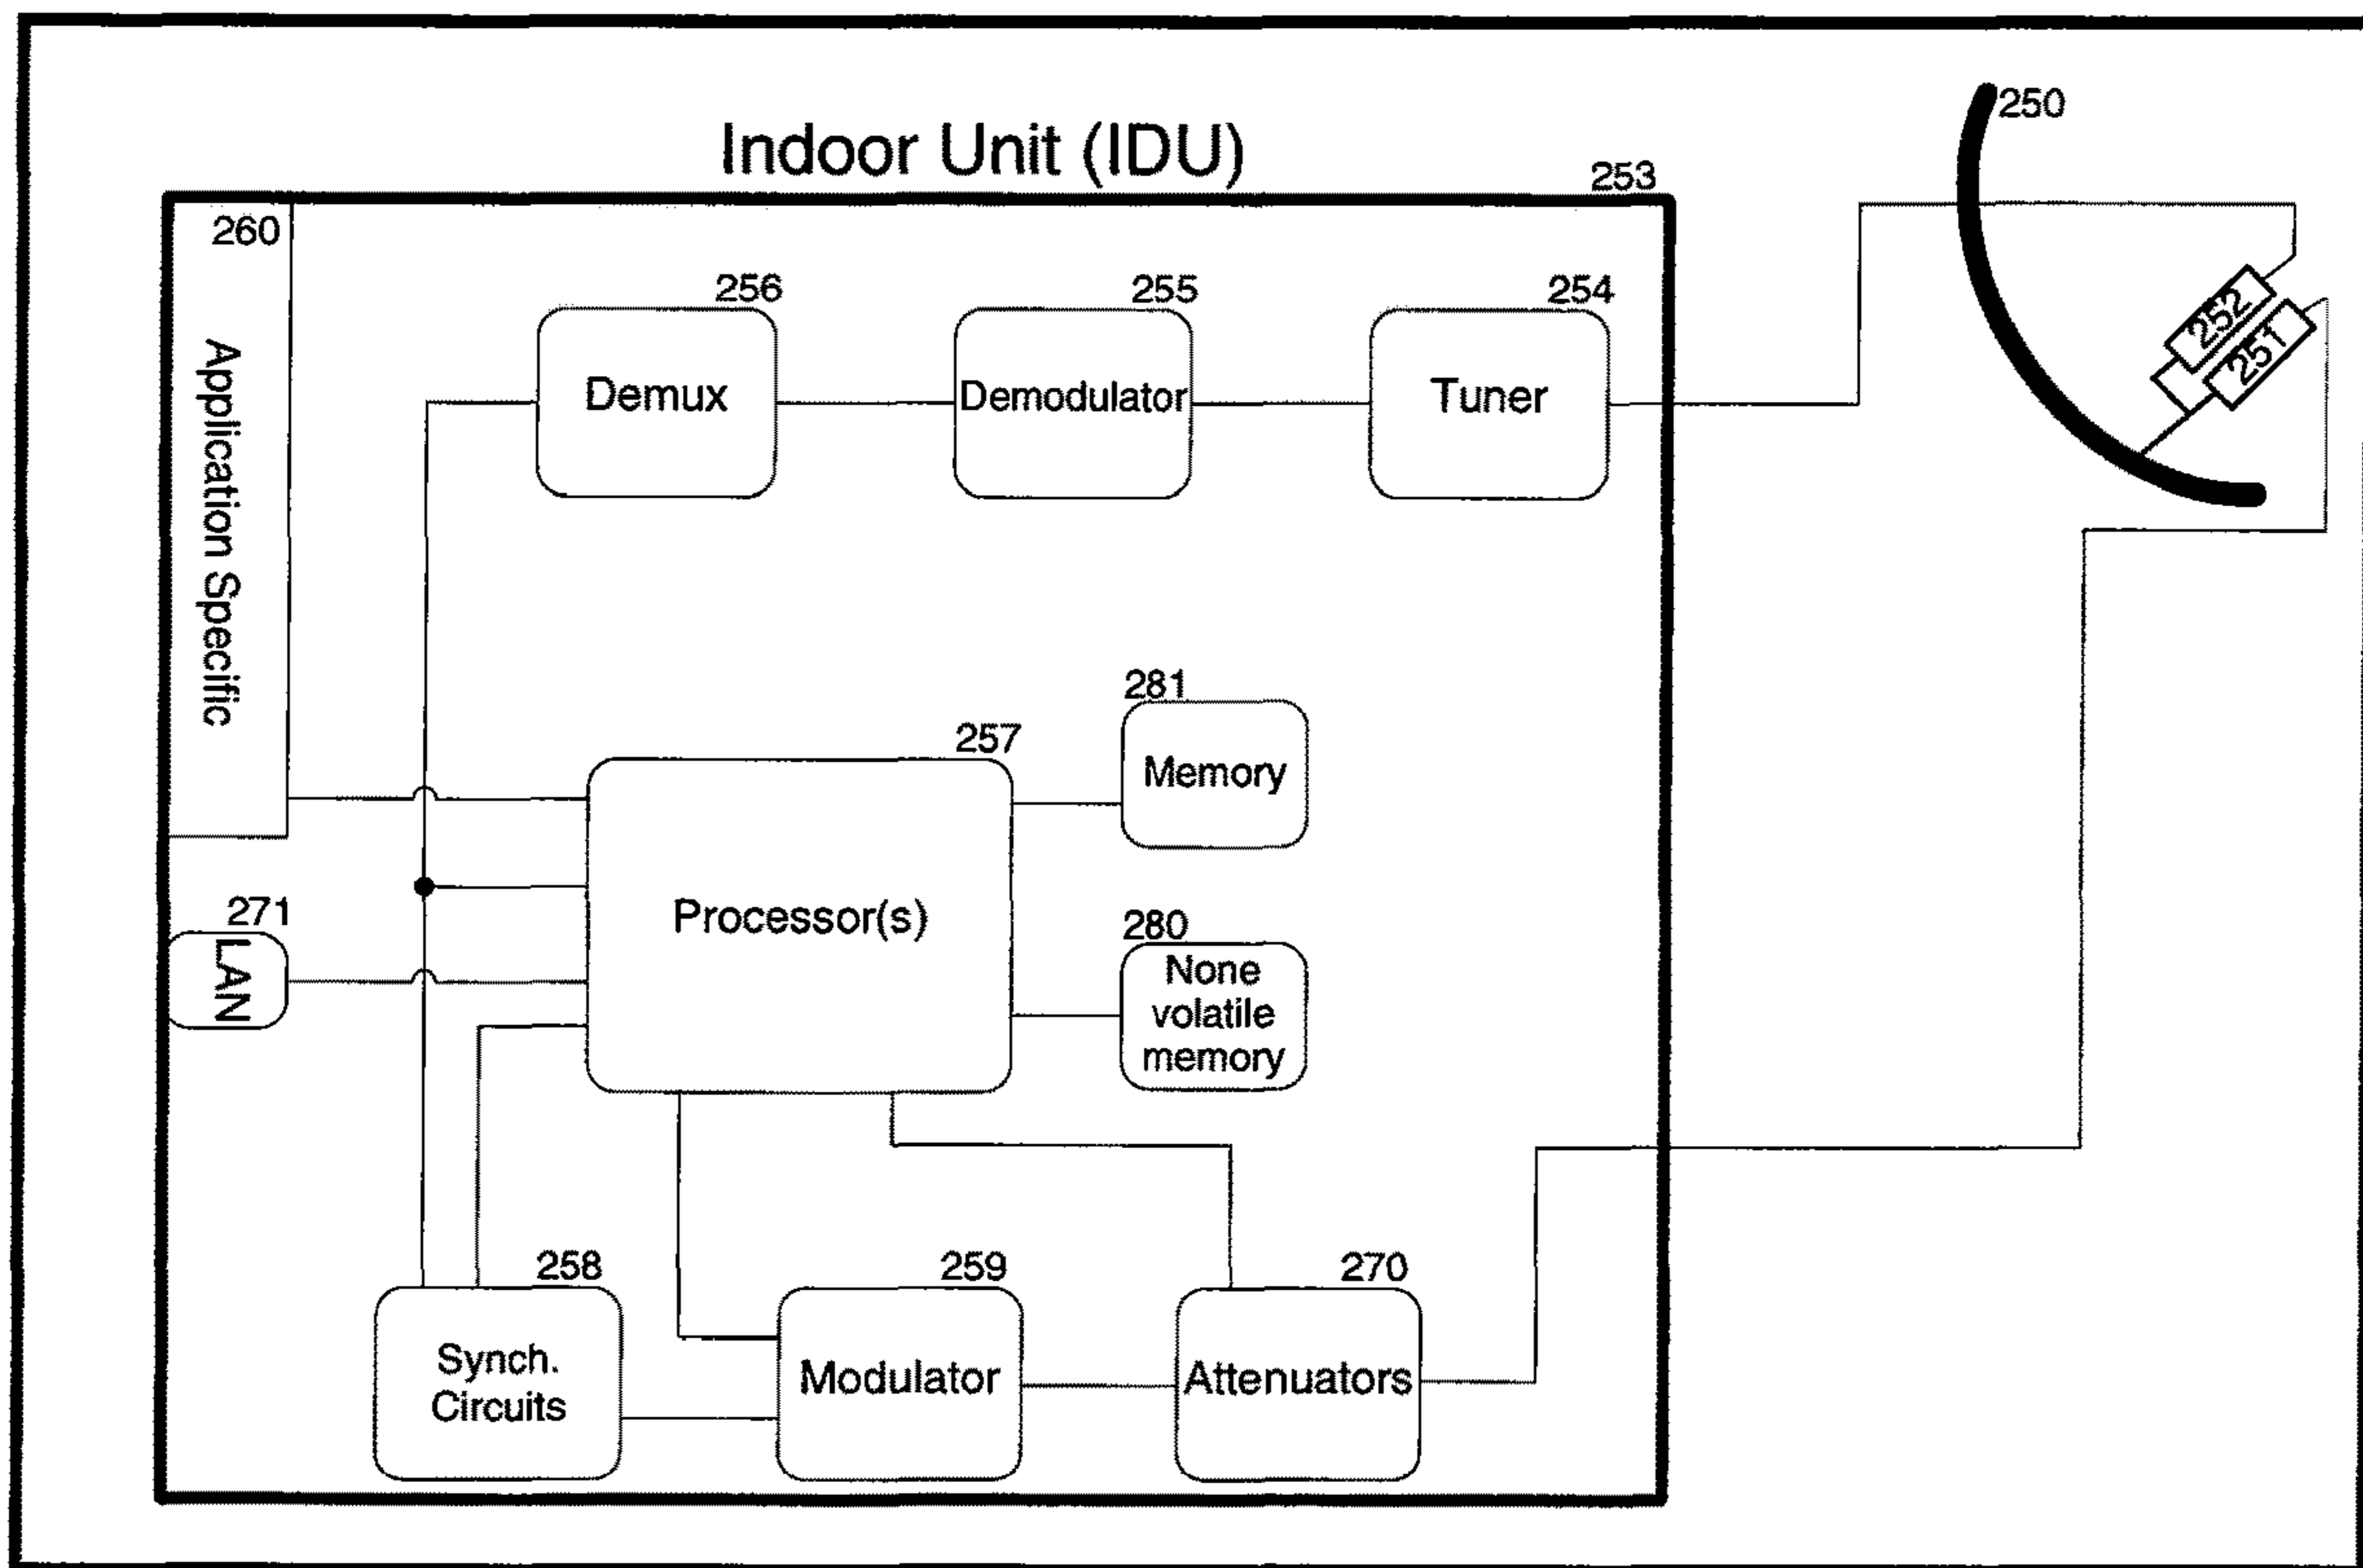 Indoor Unit (IDU)
250
253
260
Application Specific
256
Demux
255
Demodulator
254
Tuner
252
251
281
Memory
257
Processor(s)
271
LAN
280
None
volatile
memory
258
Synch.
Circuits
259
Modulator
270
Attenuators